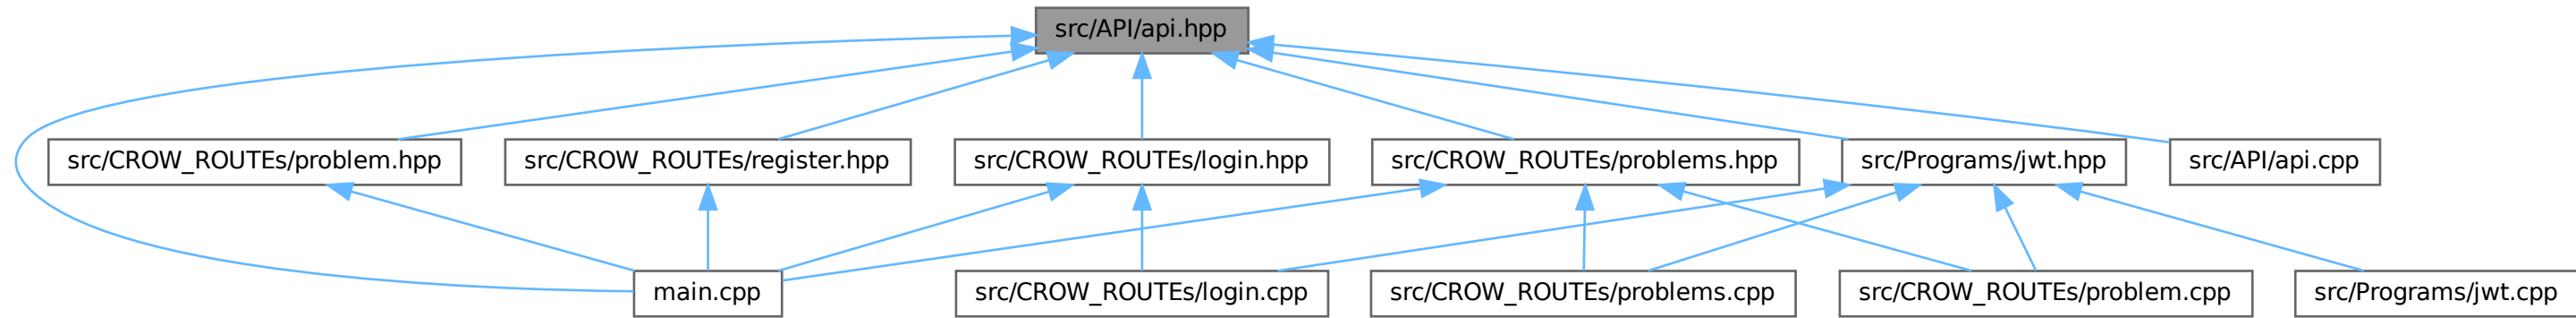 src/API/api.hpp
src/CROW_ROUTEs/problem.hpp
src/CROW_ROUTEs/register.hpp
src/CROW_ROUTEs/login.hpp
src/CROW_ROUTEs/problems.hpp
src/Programs/jwt.hpp
src/API/api.cpp
main.cpp
src/CROW_ROUTEs/login.cpp
src/CROW_ROUTEs/problems.cpp
src/CROW_ROUTEs/problem.cpp
src/Programs/jwt.cpp